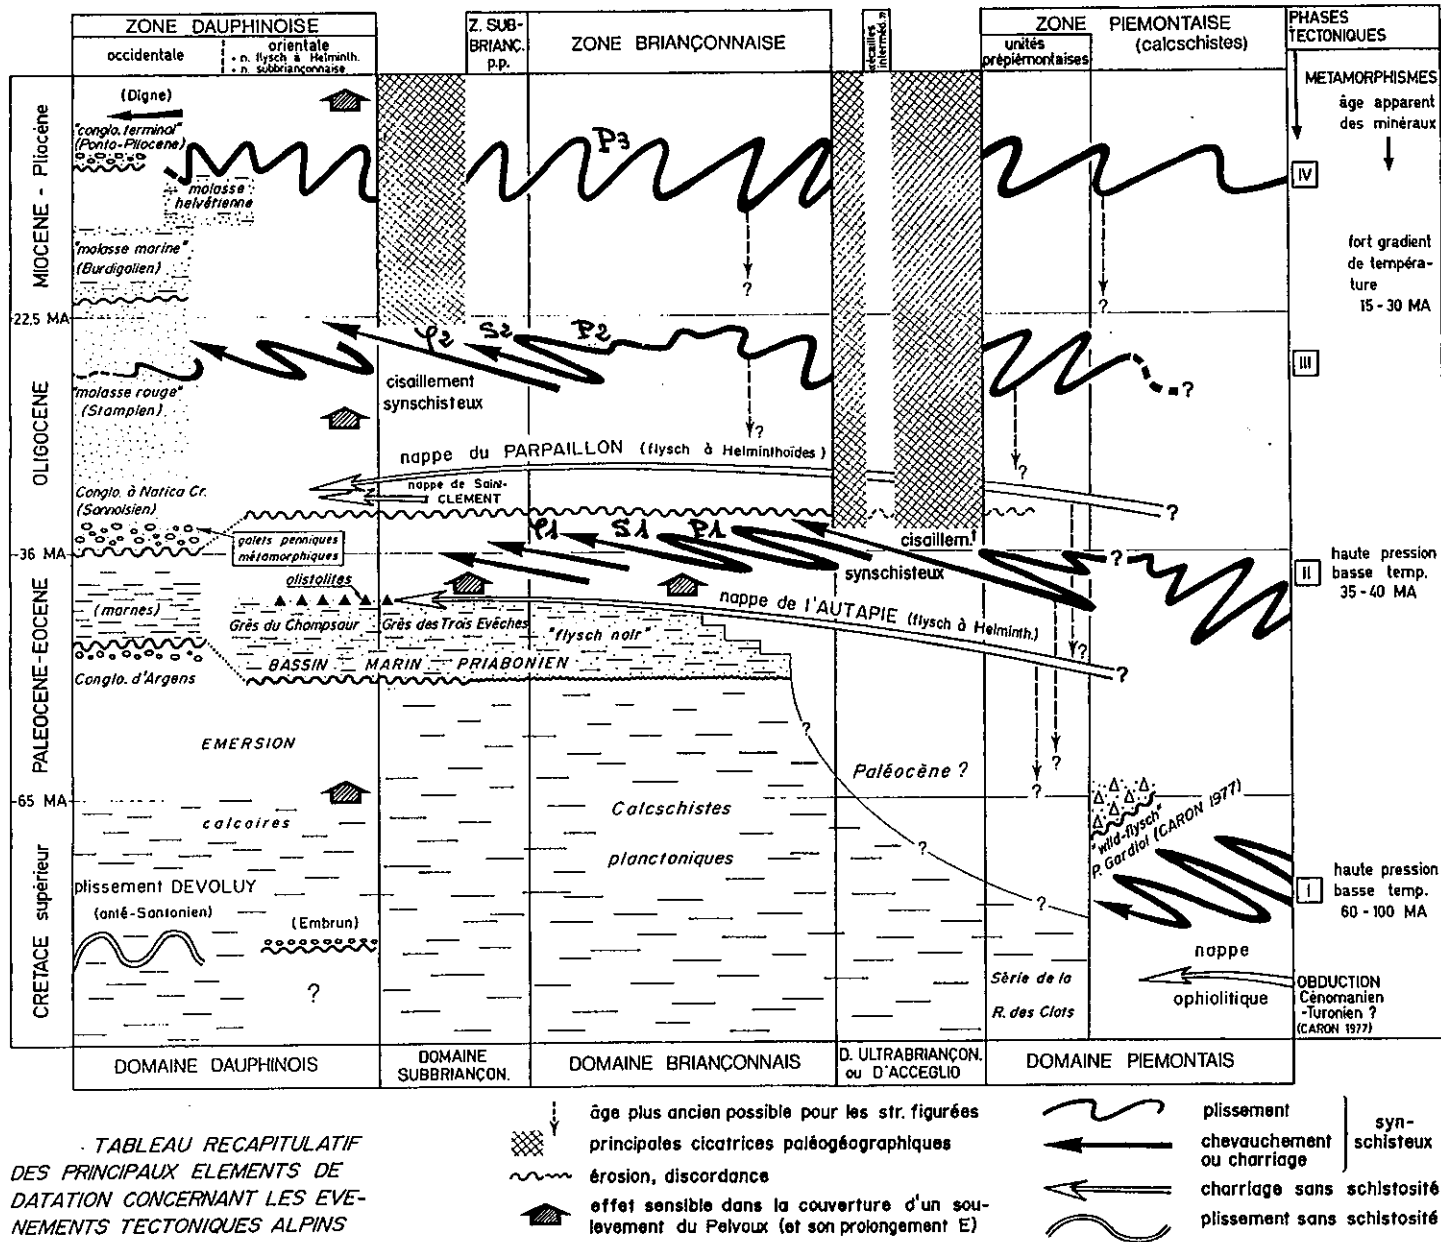 ZONE DAUPHINOISE
occidentale
orientale
• n. flysch à Helminth.
• n. subbriançonnaise
Z. SUB-
BRIANÇ.
p.p.
ZONE BRIANÇONNAISE
ZONE PIEMONTAISE
(calcschistes)
unités
prépiémontaises
PHASES
TECTONIQUES
METAMORPHISMES
âge apparent
des minéraux
MIOCENE - Pliocène
OLIGOCENE
PALEOCENE-EOCENE
CRETACE supérieur
22,5 MA
36 MA
65 MA
(Digne)
"conglo. terminal"
(Ponto-Pliocène)
molasse
helvétienne
"molasse marine"
(Burdigalien)
P3
IV
fort gradient
de tempéra-
ture
15 - 30 MA
?
?
φ2
S2
P2
cisaillement
synschisteux
"molasse rouge"
(Stampien)
III
?
?
?
nappe du PARPAILLON (flysch à Helminthoïdes)
nappe de Saint-
CLEMENT
?
Conglo. à Natica Cr.
(Sannoisien)
galets penniques
métamorphiques
φ1
S1
P1
cisaillem.t
synschisteux
?
II
haute pression
basse temp.
35 - 40 MA
olistolites
(marnes)
Grès du Champsaur
Grès des Trois Evêches
"flysch noir"
nappe de l'AUTAPIE (flysch à Helminth.)
?
?
BASSIN MARIN PRIABONIEN
Conglo. d'Argens
EMERSION
?
Paléocène ?
?
?
calcaires
Calcschistes
planctoniques
"wild-flysch"
P. Gardiol (CARON 1977)
plissement DEVOLUY
(anté-Santonien)
(Embrun)
?
?
?
I
haute pression
basse temp.
60 - 100 MA
nappe
ophiolitique
Série de la
R. des Clots
OBDUCTION
Cénomanien
-Turonien ?
(CARON 1977)
DOMAINE DAUPHINOIS
DOMAINE
SUBBRIANÇON.
DOMAINE BRIANÇONNAIS
D. ULTRABRIANÇON.
ou D'ACCEGLIO
DOMAINE PIEMONTAIS
TABLEAU RECAPITULATIF
DES PRINCIPAUX ELEMENTS DE
DATATION CONCERNANT LES EVE-
NEMENTS TECTONIQUES ALPINS
âge plus ancien possible pour les str. figurées
principales cicatrices paléogéographiques
érosion, discordance
effet sensible dans la couverture d'un sou-
levement du Pelvoux (et son prolongement E)
plissement
chevauchement
ou charriage
syn-
schisteux
charriage sans schistosité
plissement sans schistosité